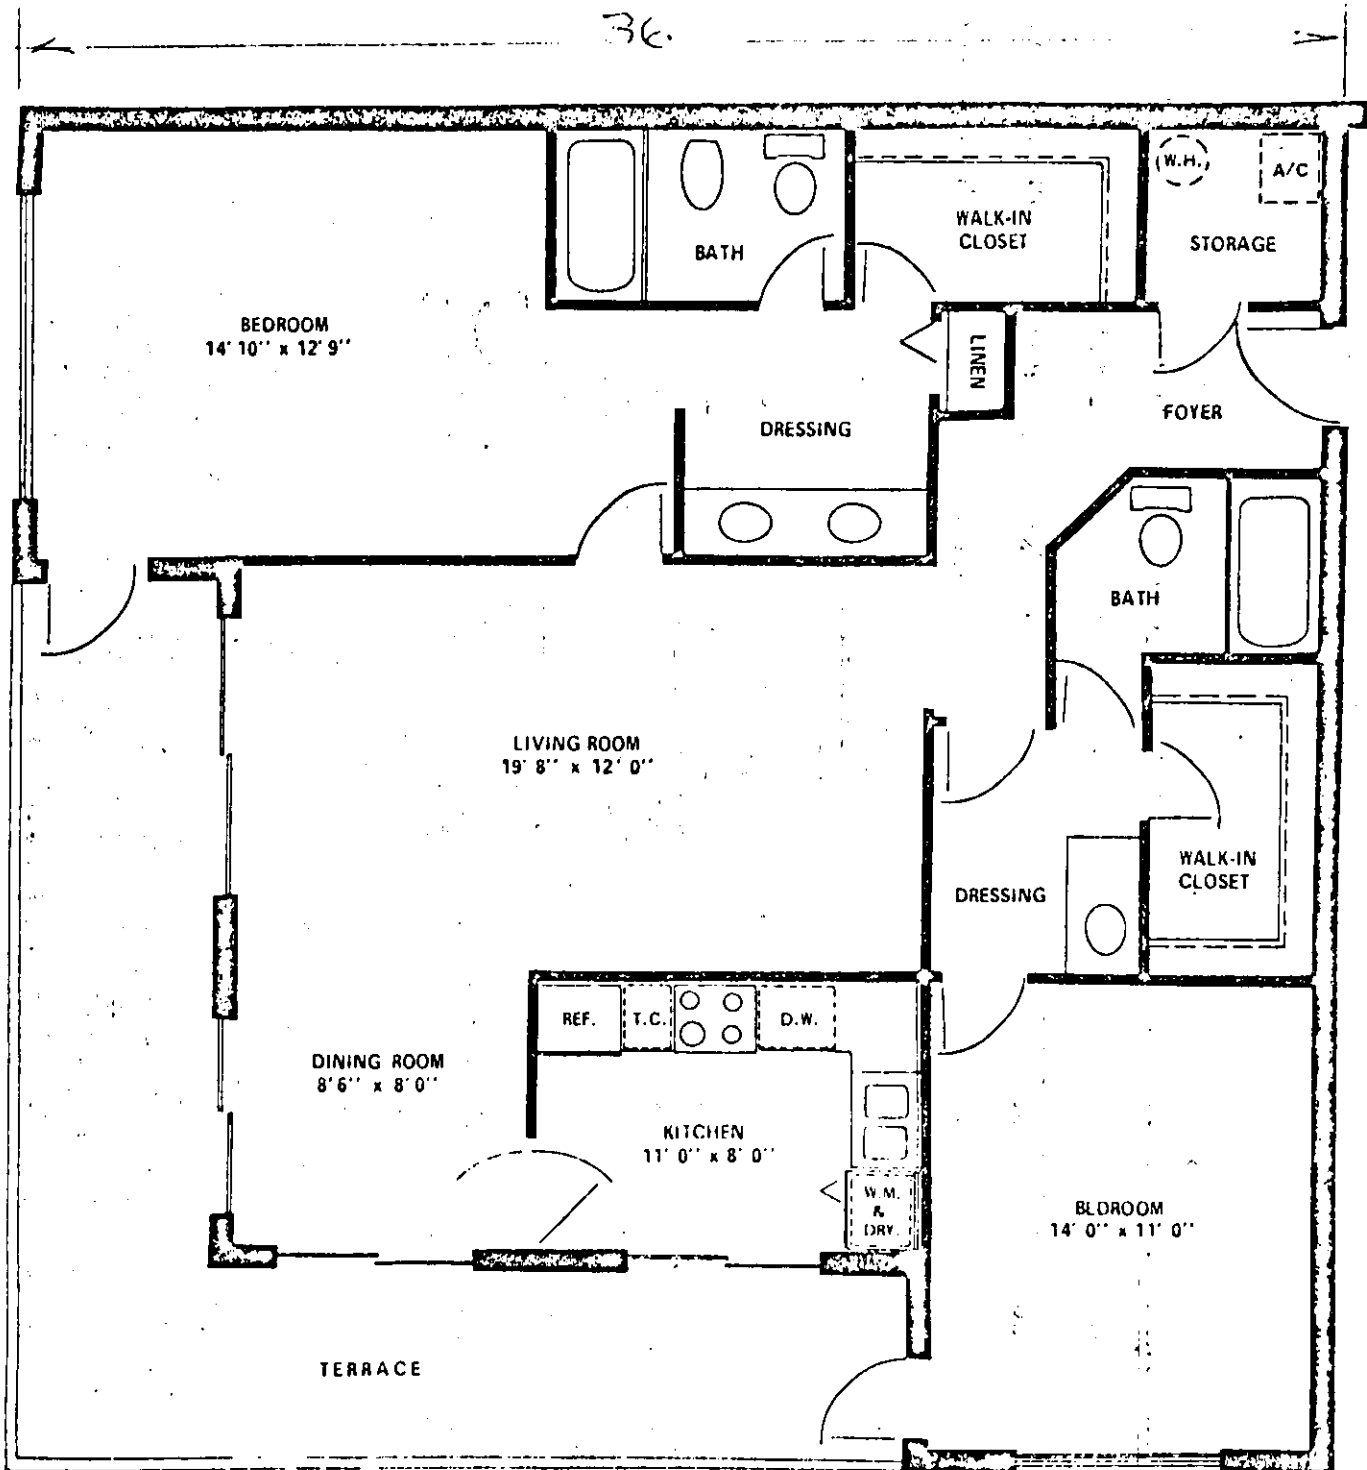 36.
W.H.
A/C
WALK-IN
CLOSET
BATH
STORAGE
BEDROOM
14' 10'' x 12' 9''
LINEN
FOYER
DRESSING
BATH
LIVING ROOM
19' 8'' x 12' 0''
WALK-IN
CLOSET
DRESSING
REF.
T.C.
D.W.
DINING ROOM
8'6'' x 8'0''
KITCHEN
11' 0'' x 8' 0''
W.M.
&
DRY.
BEDROOM
14' 0'' x 11' 0''
TERRACE